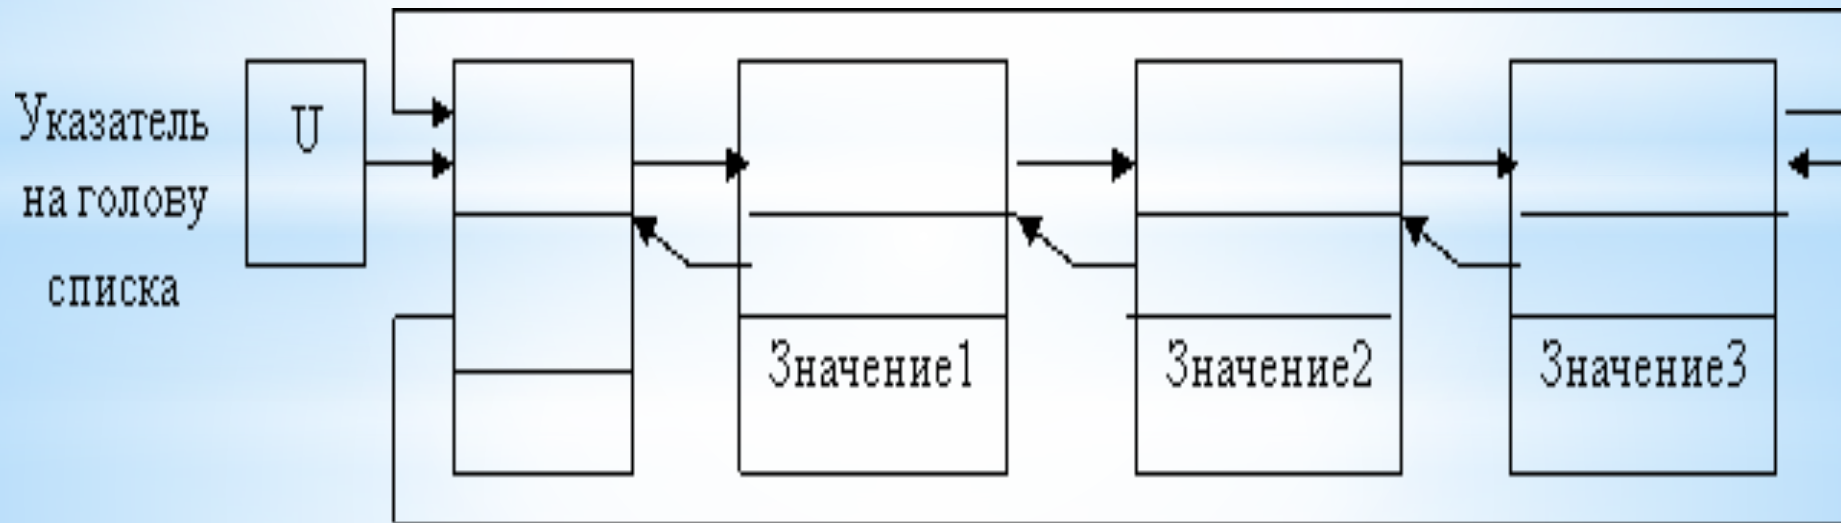 Указатель
на голову
списка
U
Значение1
Значение2
Значение3